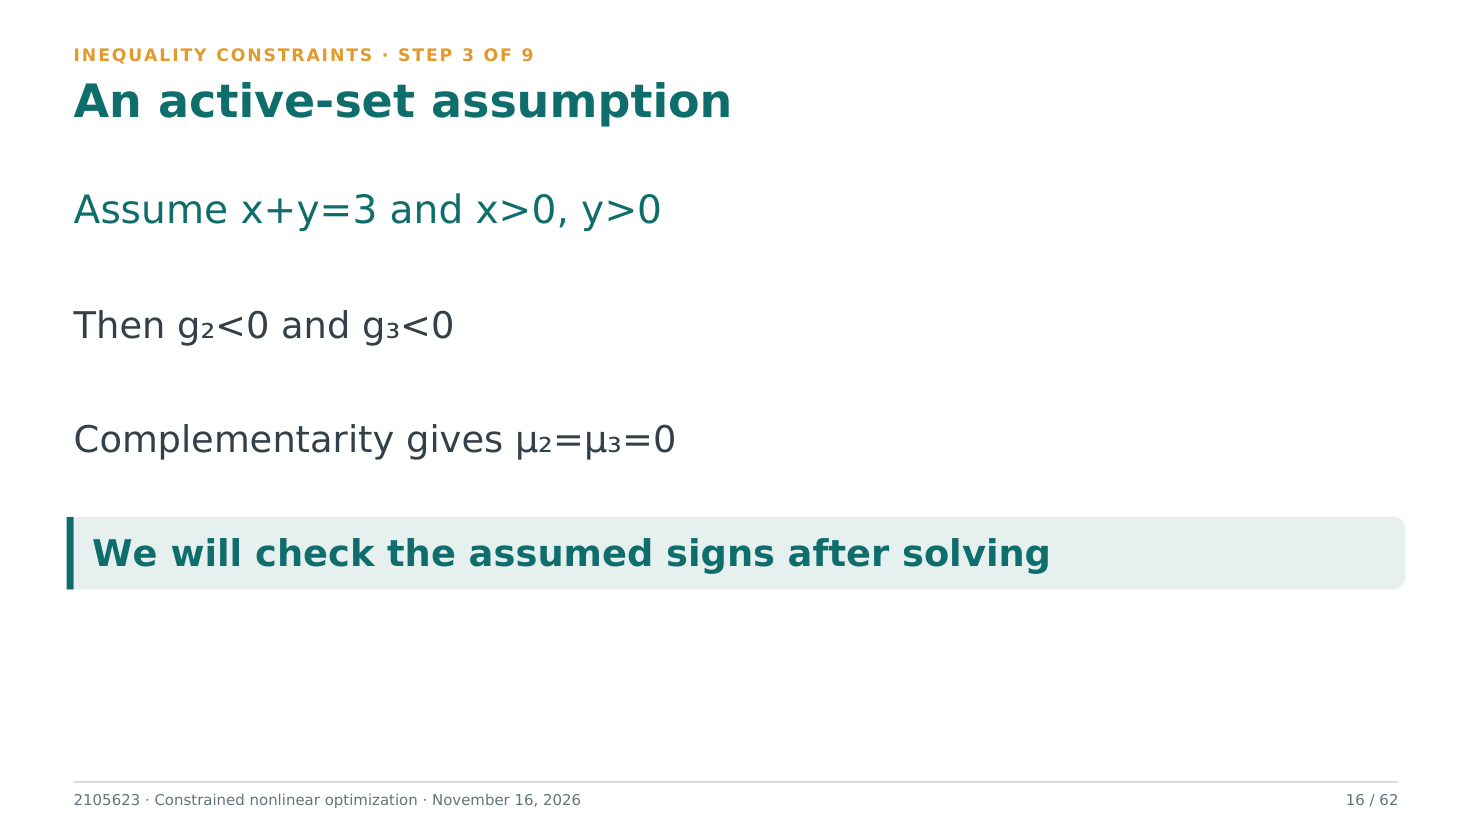 INEQUALITY CONSTRAINTS · STEP 3 OF 9
An active-set assumption
Assume x+y=3 and x>0, y>0
Then g₂<0 and g₃<0
Complementarity gives μ₂=μ₃=0
We will check the assumed signs after solving
2105623 · Constrained nonlinear optimization · November 16, 2026
16 / 62